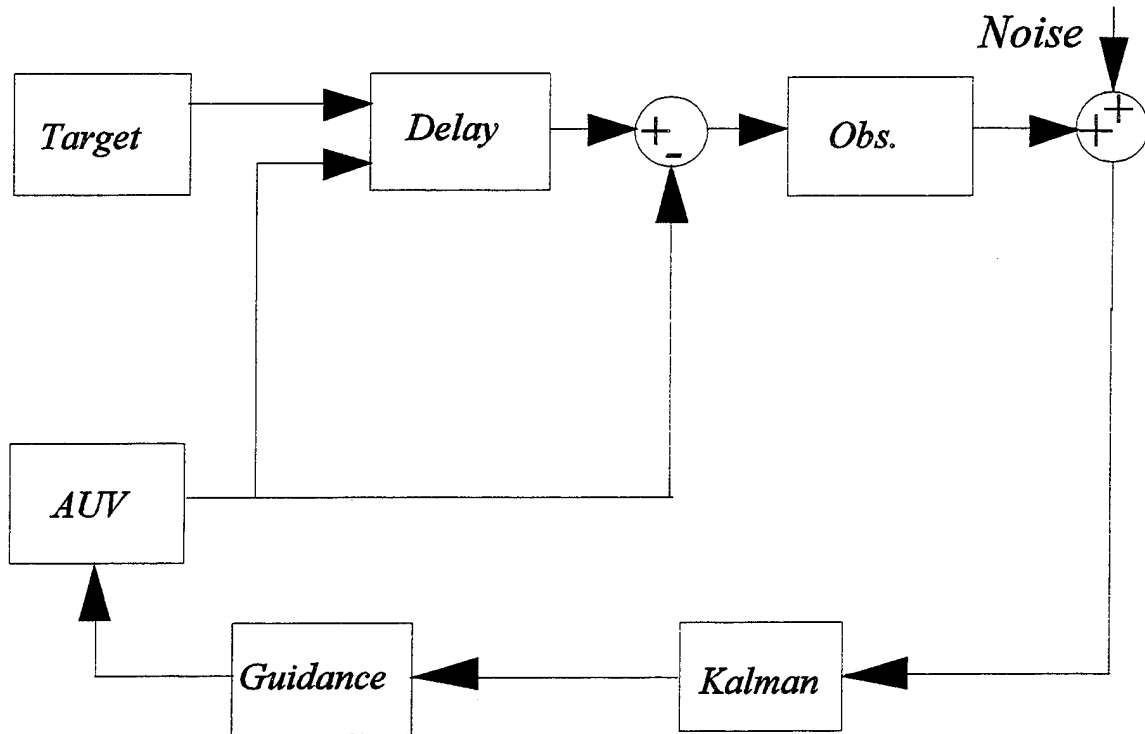 Noise
Target
Delay
+
-
Obs.
+
+
AUV
Guidance
Kalman